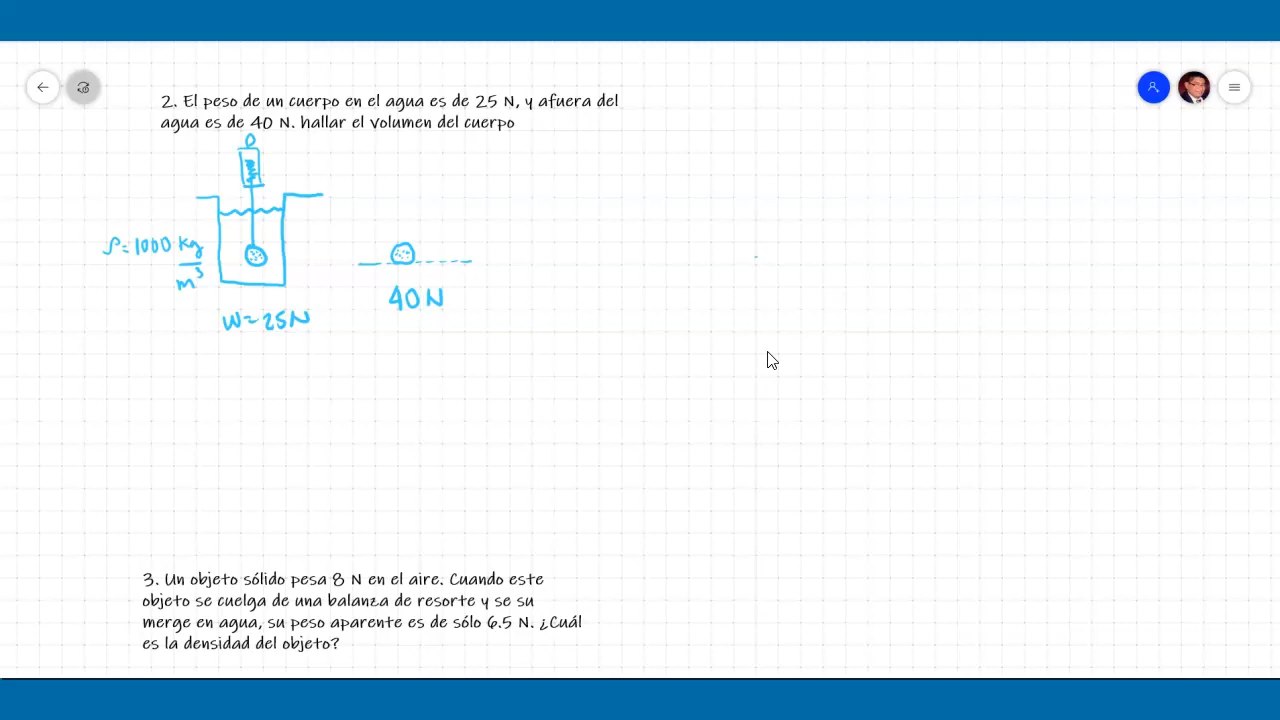 2. El peso de un cuerpo en el agua es de 25 N, y afuera del
agua es de 40 N. hallar el volumen del cuerpo
ρ=1000 kg
m³
W=25N
40N
3. Un objeto sólido pesa 8 N en el aire. Cuando este
objeto se cuelga de una balanza de resorte y se su
merge en agua, su peso aparente es de sólo 6.5 N. ¿Cuál
es la densidad del objeto?